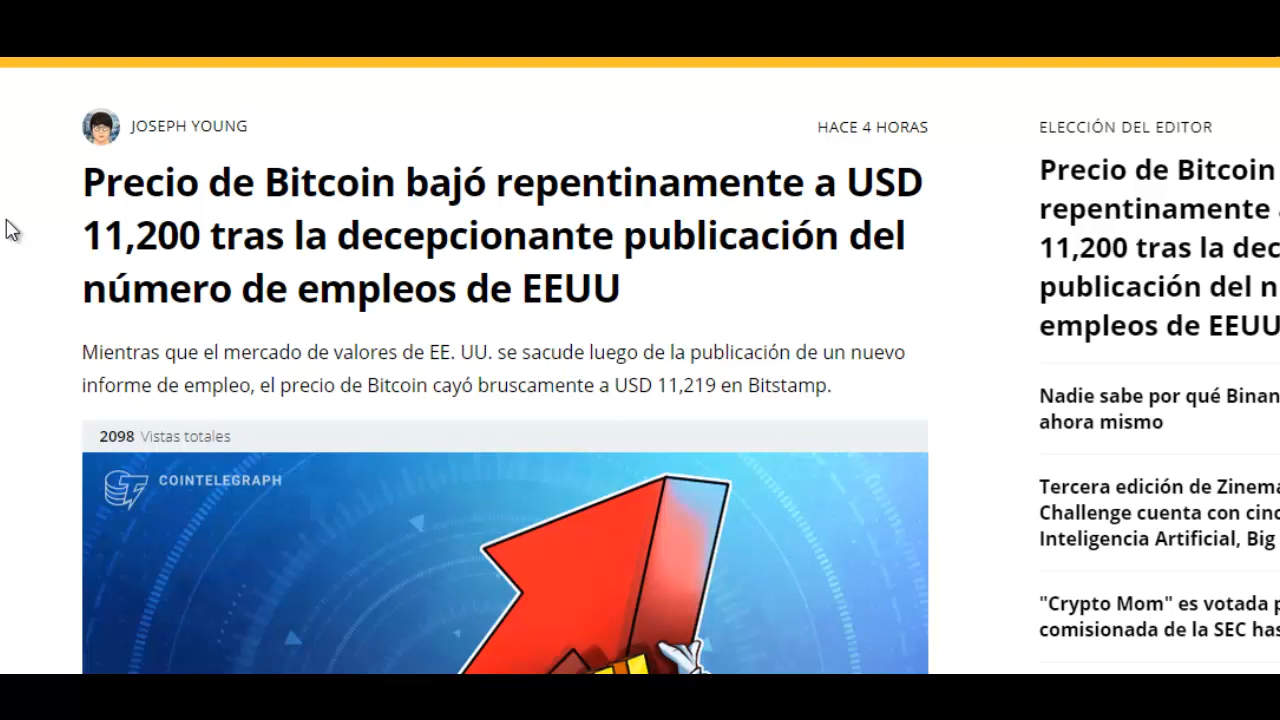 JOSEPH YOUNG
HACE 4 HORAS
Precio de Bitcoin bajó repentinamente a USD
11,200 tras la decepcionante publicación del
número de empleos de EEUU
Mientras que el mercado de valores de EE. UU. se sacude luego de la publicación de un nuevo
informe de empleo, el precio de Bitcoin cayó bruscamente a USD 11,219 en Bitstamp.
2098 Vistas totales
COINTELEGRAPH
ELECCIÓN DEL EDITOR
Precio de Bitcoin
repentinamente
11,200 tras la dec
publicación del n
empleos de EEUU
Nadie sabe por qué Binan
ahora mismo
Tercera edición de Zinema
Challenge cuenta con cinc
Inteligencia Artificial, Big
"Crypto Mom" es votada p
comisionada de la SEC has